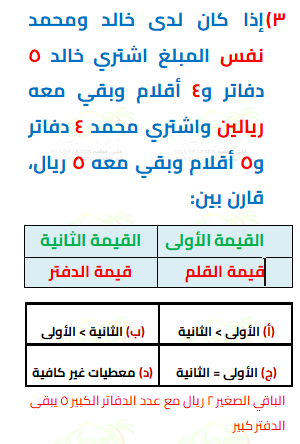 ٣) إذا كان لدى خالد ومحمد
نفس المبلغ اشتري خالد ٥
دفاتر و٤ أقلام وبقي معه
ريالين واشتري محمد ٤ دفاتر
و٥ أقلام وبقي معه ٥ ريال،
قارن بين:
القيمة الأولى القيمة الثانية
قيمة القلم قيمة الدفتر
(أ) الأولى > الثانية (ب) الثانية > الأولى
(ج) الأولى = الثانية (د) معطيات غير كافية
الباقي الصغير ٢ ريال مع عدد الدفاتر الكبير ٥ يبقى
الدفتر كبير